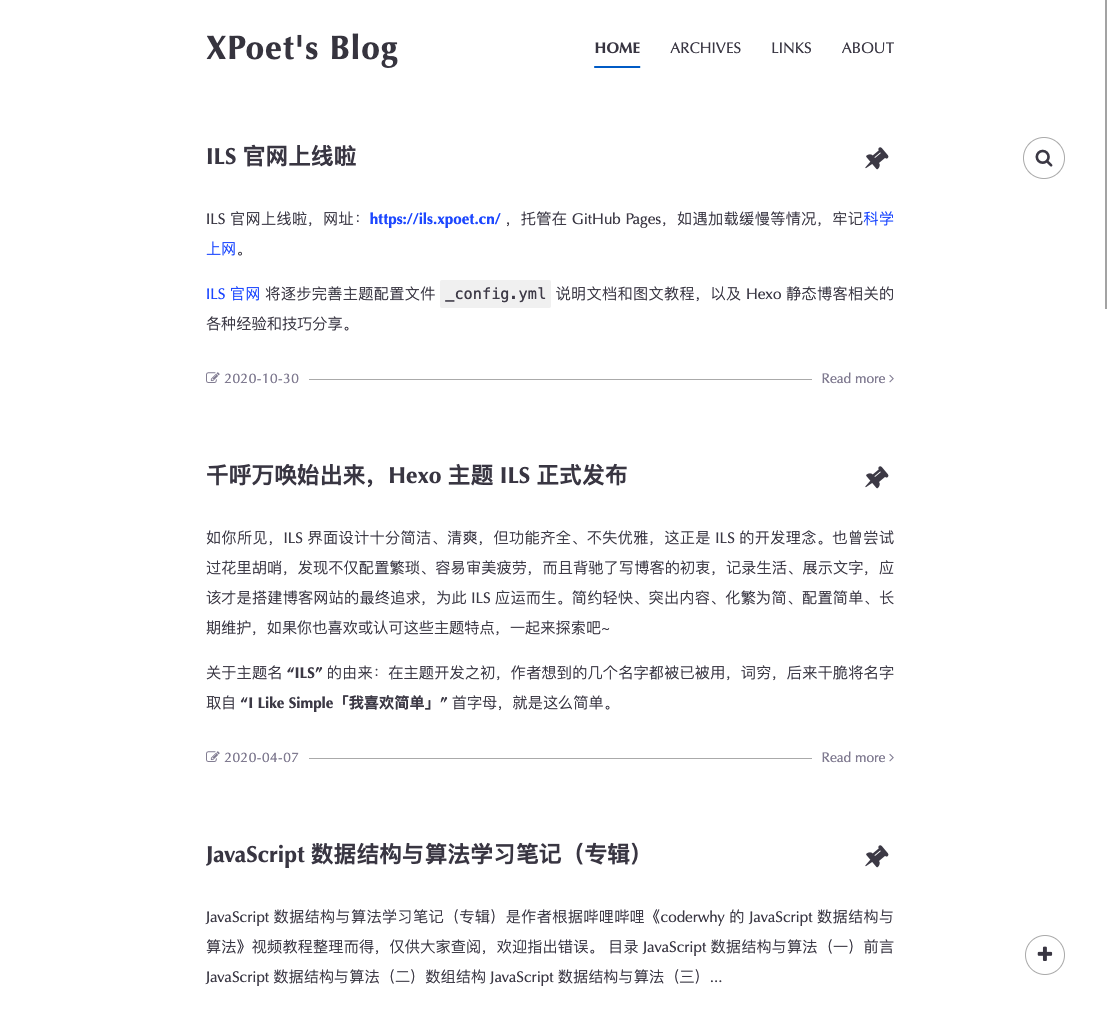 XPoet's Blog
HOME ARCHIVES LINKS ABOUT
ILS 官网上线啦
ILS 官网上线啦，网址：https://ils.xpoet.cn/ ，托管在 GitHub Pages，如遇加载缓慢等情况，牢记科学
上网。
ILS 官网 将逐步完善主题配置文件 _config.yml 说明文档和图文教程，以及 Hexo 静态博客相关的
各种经验和技巧分享。
2020-10-30 Read more
千呼万唤始出来，Hexo 主题 ILS 正式发布
如你所见，ILS 界面设计十分简洁、清爽，但功能齐全、不失优雅，这正是 ILS 的开发理念。也曾尝试
过花里胡哨，发现不仅配置繁琐、容易审美疲劳，而且背驰了写博客的初衷，记录生活、展示文字，应
该才是搭建博客网站的最终追求，为此 ILS 应运而生。简约轻快、突出内容、化繁为简、配置简单、长
期维护，如果你也喜欢或认可这些主题特点，一起来探索吧~
关于主题名 “ILS” 的由来：在主题开发之初，作者想到的几个名字都被已被用，词穷，后来干脆将名字
取自 “I Like Simple「我喜欢简单」” 首字母，就是这么简单。
2020-04-07 Read more
JavaScript 数据结构与算法学习笔记（专辑）
JavaScript 数据结构与算法学习笔记（专辑）是作者根据哔哩哔哩《coderwhy 的 JavaScript 数据结构与
算法》视频教程整理而得，仅供大家查阅，欢迎指出错误。 目录 JavaScript 数据结构与算法（一）前言
JavaScript 数据结构与算法（二）数组结构 JavaScript 数据结构与算法（三）...